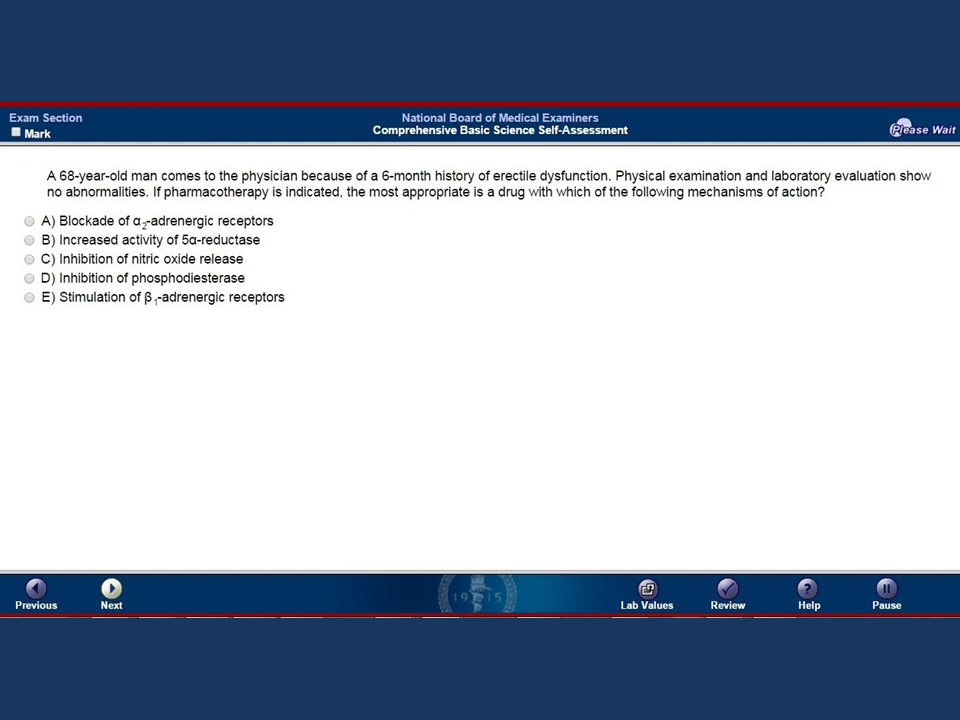 Exam Section
National Board of Medical Examiners
Mark
Comprehensive Basic Science Self-Assessment
Please Wait
A 68-year-old man comes to the physician because of a 6-month history of erectile dysfunction. Physical examination and laboratory evaluation show
no abnormalities. If pharmacotherapy is indicated, the most appropriate is a drug with which of the following mechanisms of action?
A) Blockade of α₂-adrenergic receptors
B) Increased activity of 5α-reductase
C) Inhibition of nitric oxide release
D) Inhibition of phosphodiesterase
E) Stimulation of β₁-adrenergic receptors
1915
Previous
Next
Lab Values
Review
Help
Pause